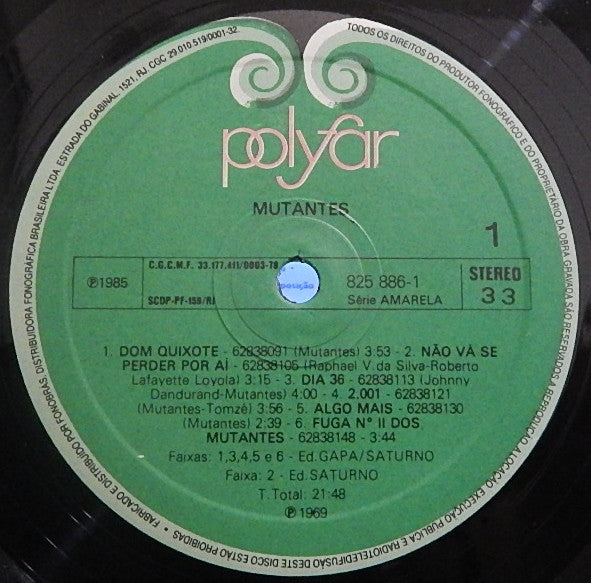 TODOS OS DIREITOS DO PRODUTOR FONOGRÁFICO E DO PROPRIETÁRIO DA OBRA GRAVADA SÃO RESERVADOS. A REPRODUÇÃO, A LOCAÇÃO, EXECUÇÃO PÚBLICA E RADIOTELEDIFUSÃO DESTE DISCO ESTÃO PROIBIDAS • FABRICADO E DISTRIBUIDO POR FONOBRÁS, DISTRIBUIDORA FONOGRÁFICA BRASILEIRA LTDA. ESTRADA DO GABINAL, 1521, RJ, CGC 29.010.519/0001-32
polyfar
MUTANTES
1
℗1985
C.G.C.M.F. 33.177.411/0003-79
SCDP-PF-159/RJ
posição
825 886-1
Série AMARELA
STEREO
33
1. DOM QUIXOTE - 62838091 (Mutantes) 3:53 - 2. NÃO VÁ SE
PERDER POR AÍ - 62838105 (Raphael V. da Silva-Roberto
Lafayette Loyola) 3:15 - 3. DIA 36 - 62838113 (Johnny
Dandurand-Mutantes) 4:00 - 4. 2.001 - 62838121
(Mutantes-Tomzé) 3:56 - 5. ALGO MAIS - 62838130
(Mutantes) 2:39 - 6. FUGA Nº II DOS
MUTANTES - 62838148 - 3:44
Faixas: 1,3,4,5 e 6 - Ed.GAPA/SATURNO
Faixa: 2 - Ed.SATURNO
T.Total: 21:48
℗ 1969